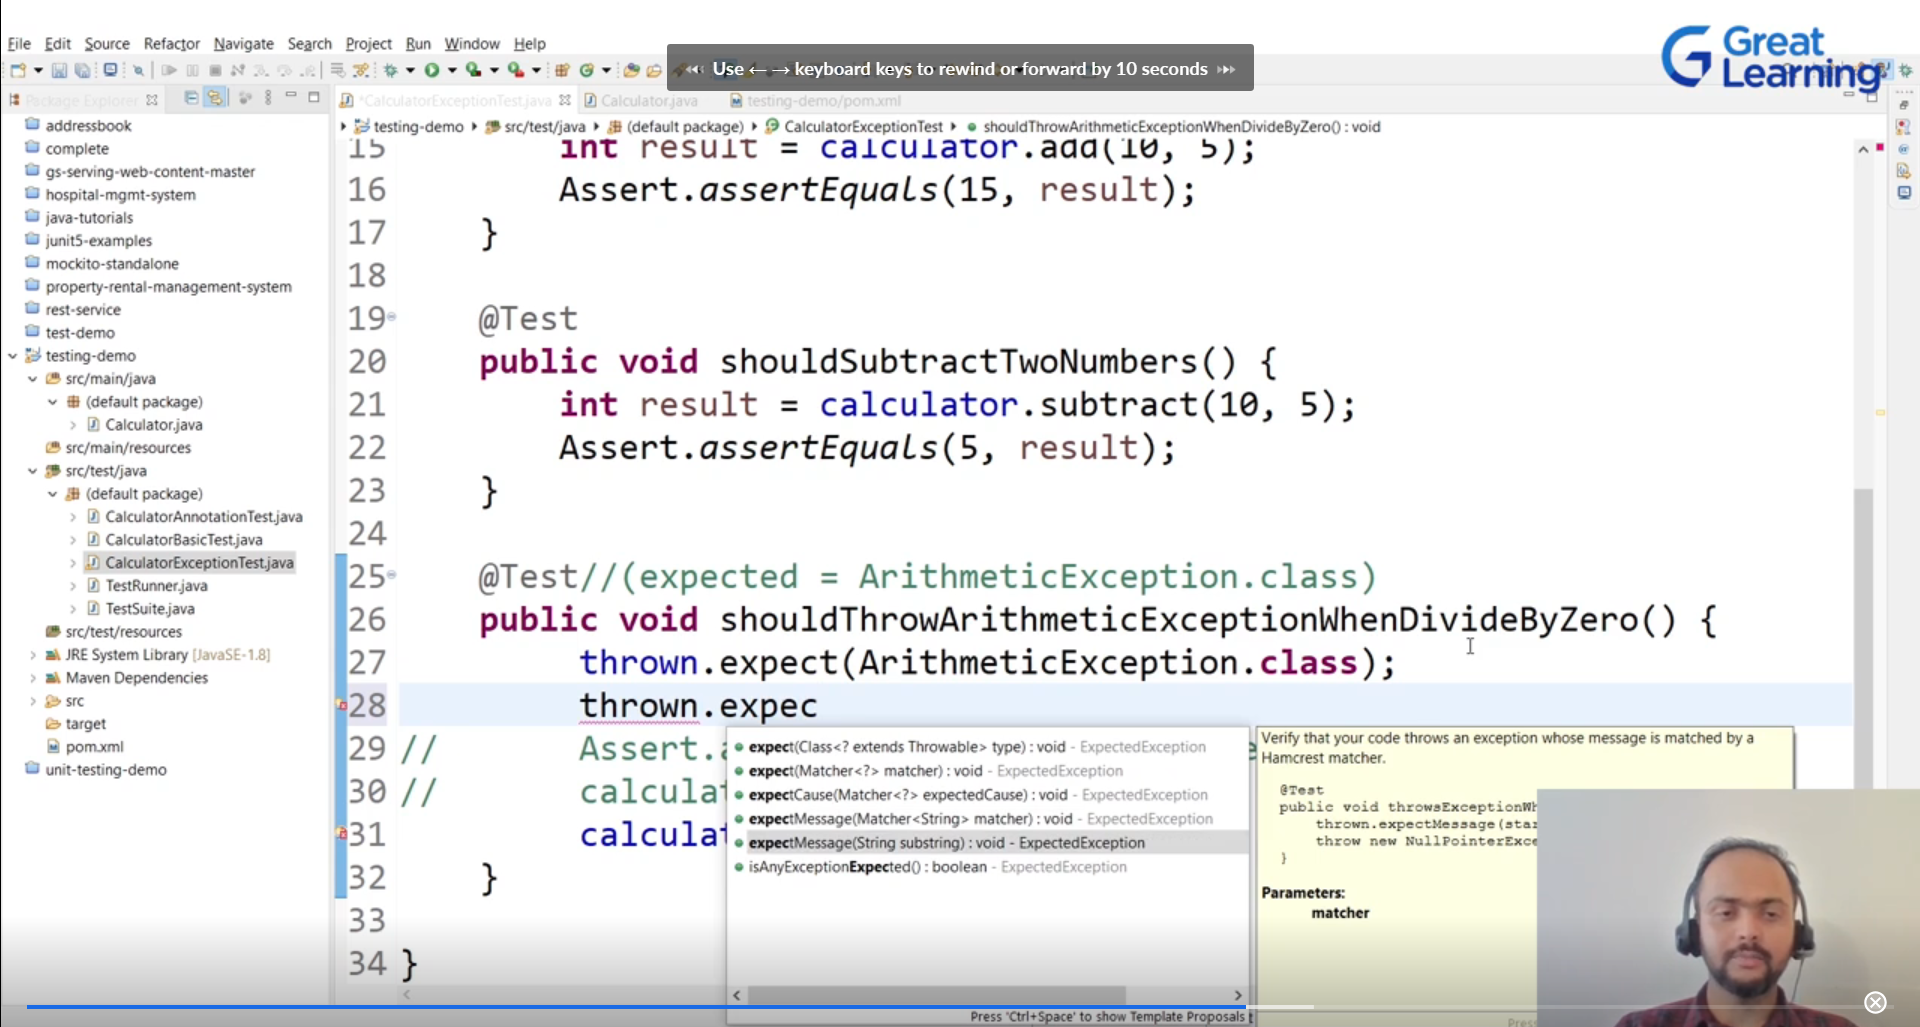 File Edit Source Refactor Navigate Search Project Run Window Help
Great Learning
Use ←→ keyboard keys to rewind or forward by 10 seconds
Package Explorer
*CalculatorExceptionTest.java Calculator.java testing-demo/pom.xml
testing-demo src/test/java (default package) CalculatorExceptionTest shouldThrowArithmeticExceptionWhenDivideByZero() : void
addressbook
complete
gs-serving-web-content-master
hospital-mgmt-system
java-tutorials
junit5-examples
mockito-standalone
property-rental-management-system
rest-service
test-demo
testing-demo
src/main/java
(default package)
Calculator.java
src/main/resources
src/test/java
(default package)
CalculatorAnnotationTest.java
CalculatorBasicTest.java
CalculatorExceptionTest.java
TestRunner.java
TestSuite.java
src/test/resources
JRE System Library [JavaSE-1.8]
Maven Dependencies
src
target
pom.xml
unit-testing-demo
15 int result = calculator.add(10, 5);
16 Assert.assertEquals(15, result);
17 }
18
19 @Test
20 public void shouldSubtractTwoNumbers() {
21 int result = calculator.subtract(10, 5);
22 Assert.assertEquals(5, result);
23 }
24
25 @Test//(expected = ArithmeticException.class)
26 public void shouldThrowArithmeticExceptionWhenDivideByZero() {
27 thrown.expect(ArithmeticException.class);
28 thrown.expec
29 // Assert.
30 // calculat
31 calculat
32 }
33
34 }
expect(Class<? extends Throwable> type) : void - ExpectedException
expect(Matcher<?> matcher) : void - ExpectedException
expectCause(Matcher<?> expectedCause) : void - ExpectedException
expectMessage(Matcher<String> matcher) : void - ExpectedException
expectMessage(String substring) : void - ExpectedException
isAnyExceptionExpected() : boolean - ExpectedException
Press 'Ctrl+Space' to show Template Proposals
Verify that your code throws an exception whose message is matched by a
Hamcrest matcher.
@Test
public void throwsExceptionWh
thrown.expectMessage(star
throw new NullPointerExce
}
Parameters:
matcher
Press